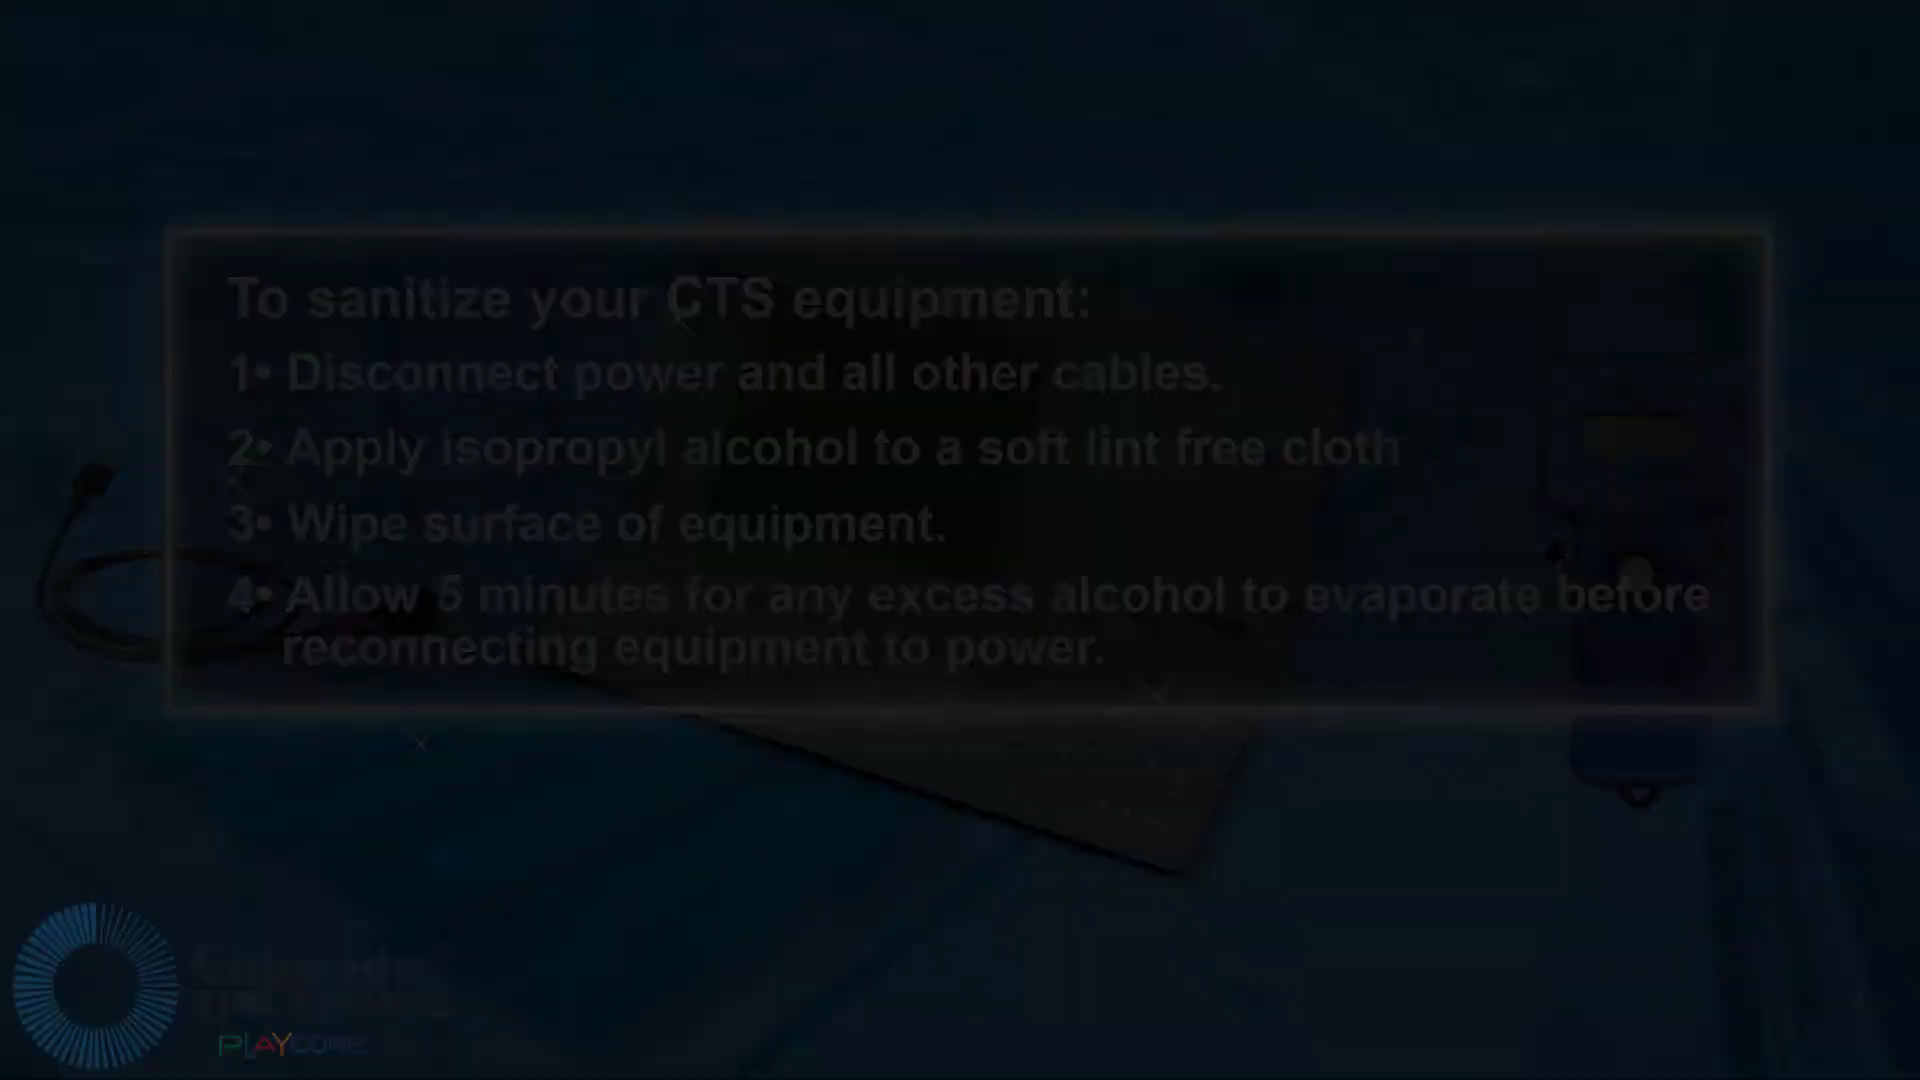 To sanitize your CTS equipment:
1• Disconnect power and all other cables.
2• Apply isopropyl alcohol to a soft lint free cloth
3• Wipe surface of equipment.
4• Allow 5 minutes for any excess alcohol to evaporate before
reconnecting equipment to power.
PLAYCORE